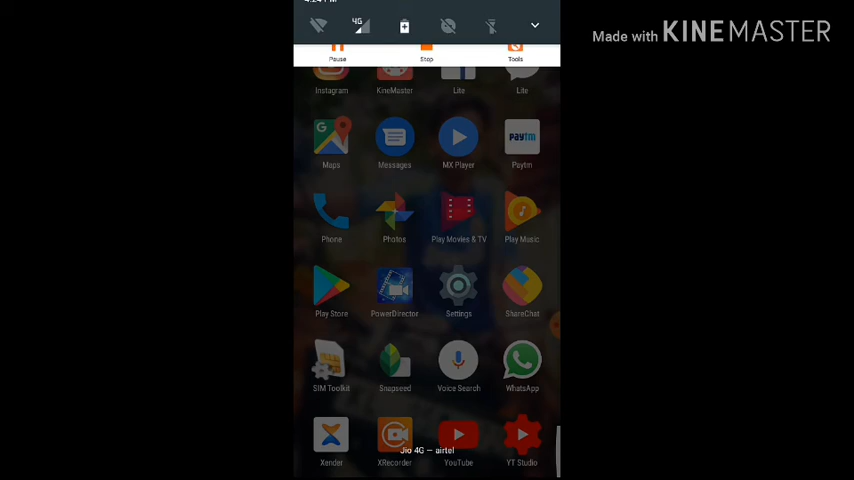 4G
Made with KINEMASTER
Pause Stop Tools
Instagram KineMaster Lite Lite
Maps Messages MX Player Paytm
Paytm
Phone Photos Play Movies & TV Play Music
Play Store PowerDirector Settings ShareChat
SIM Toolkit Snapseed Voice Search WhatsApp
Jio 4G — airtel
Xender XRecorder YouTube YT Studio